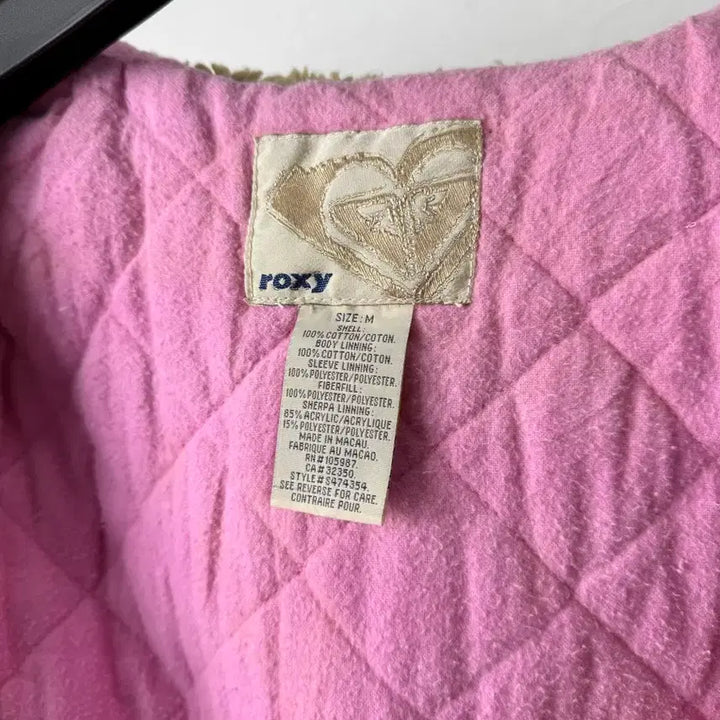 roxy
SIZE: M
SHELL:
100% COTTON/COTON.
BODY LINNING:
100% COTTON/COTON.
SLEEVE LINNING:
100% POLYESTER/POLYESTER.
FIBERFILL:
100% POLYESTER/POLYESTER.
SHERPA LINNING:
85% ACRYLIC/ACRYLIQUE
15% POLYESTER/POLYESTER.
MADE IN MACAU.
FABRIQUE AU MACAO.
RN#105987.
CA#32350.
STYLE#S474354.
SEE REVERSE FOR CARE.
CONTRAIRE POUR.